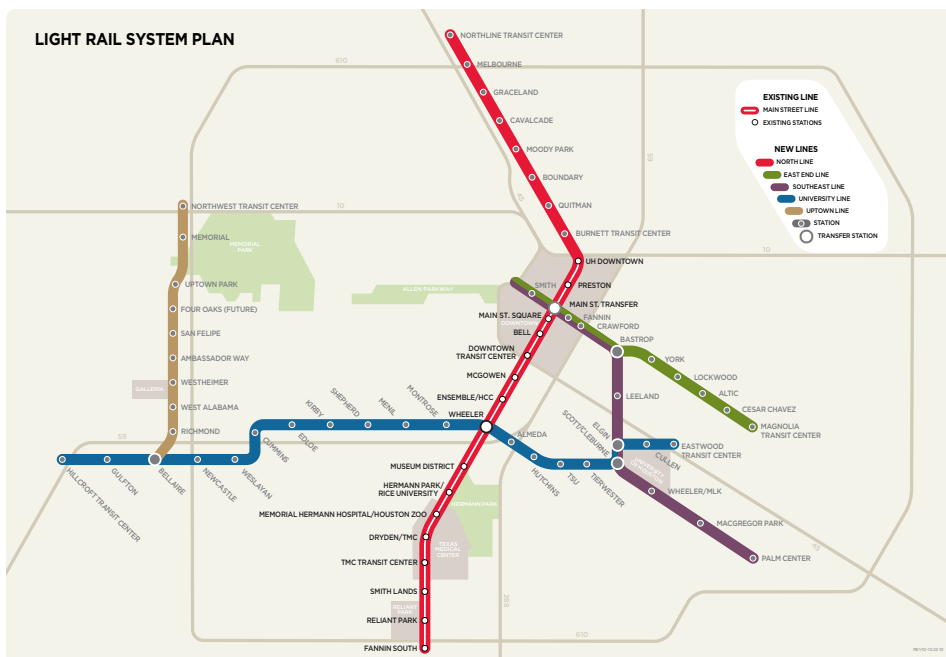 LIGHT RAIL SYSTEM PLAN
EXISTING LINE
MAIN STREET LINE
EXISTING STATIONS
NEW LINES
NORTH LINE
EAST END LINE
SOUTHEAST LINE
UNIVERSITY LINE
UPTOWN LINE
STATION
TRANSFER STATION
NORTHLINE TRANSIT CENTER
MELBOURNE
GRACELAND
CAVALCADE
MOODY PARK
BOUNDARY
QUITMAN
BURNETT TRANSIT CENTER
UH DOWNTOWN
PRESTON
MAIN ST. TRANSFER
MAIN ST. SQUARE
BELL
DOWNTOWN
TRANSIT CENTER
MCGOWEN
ENSEMBLE/HCC
WHEELER
MUSEUM DISTRICT
HERMANN PARK/
RICE UNIVERSITY
MEMORIAL HERMANN HOSPITAL/HOUSTON ZOO
DRYDEN/TMC
TMC TRANSIT CENTER
SMITH LANDS
RELIANT PARK
FANNIN SOUTH
SMITH
FANNIN
CRAWFORD
BASTROP
YORK
LOCKWOOD
ALTIC
CESAR CHAVEZ
MAGNOLIA
TRANSIT CENTER
LEELAND
ELGIN
SCOTT/CLEBURNE
CULLEN
EASTWOOD
TRANSIT CENTER
WHEELER/MLK
MACGREGOR PARK
PALM CENTER
NORTHWEST TRANSIT CENTER
MEMORIAL
UPTOWN PARK
FOUR OAKS (FUTURE)
SAN FELIPE
AMBASSADOR WAY
WESTHEIMER
WEST ALABAMA
RICHMOND
HILLCROFT TRANSIT CENTER
GULFTON
BELLAIRE
NEWCASTLE
WESLAYAN
CUMMINS
EDLOE
KIRBY
SHEPHERD
MENIL
MONTROSE
ALMEDA
HUTCHINS
TSU
TIERWESTER
MEMORIAL
PARK
ALLEN PARKWAY
DOWNTOWN
GALLERIA
HERMANN PARK
TEXAS
MEDICAL
CENTER
RELIANT
PARK
UNIVERSITY
OF HOUSTON
610
10
45
59
10
59
288
45
610